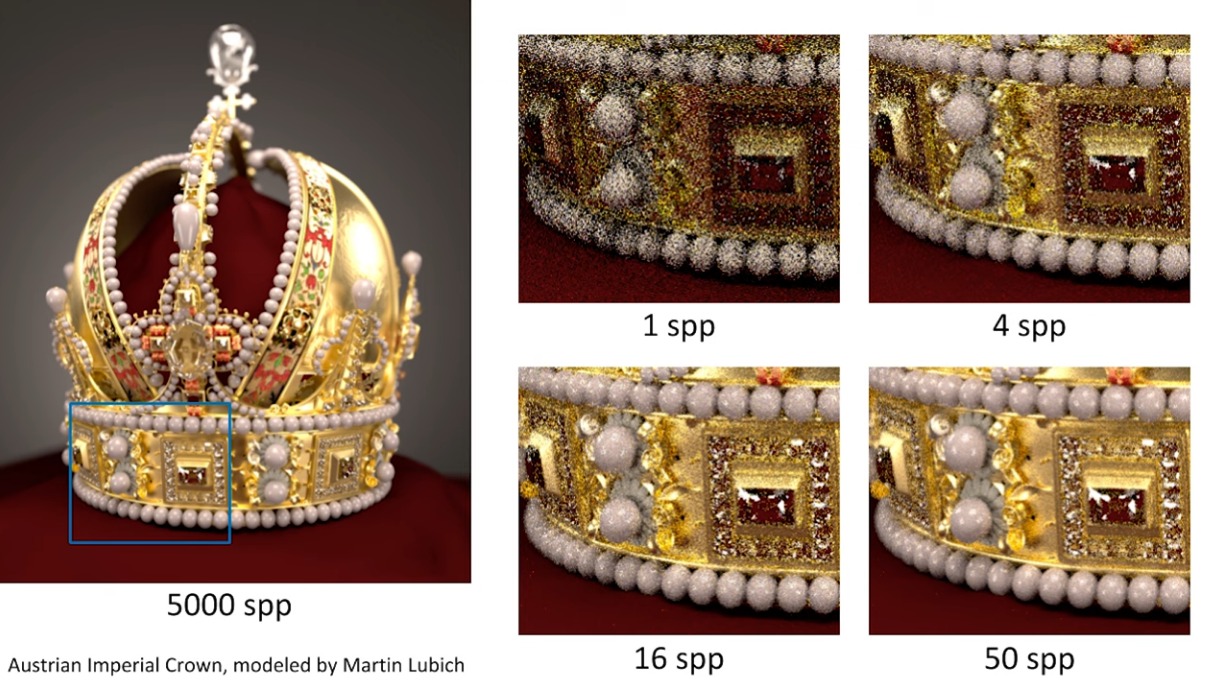 1 spp
4 spp
5000 spp
16 spp
50 spp
Austrian Imperial Crown, modeled by Martin Lubich